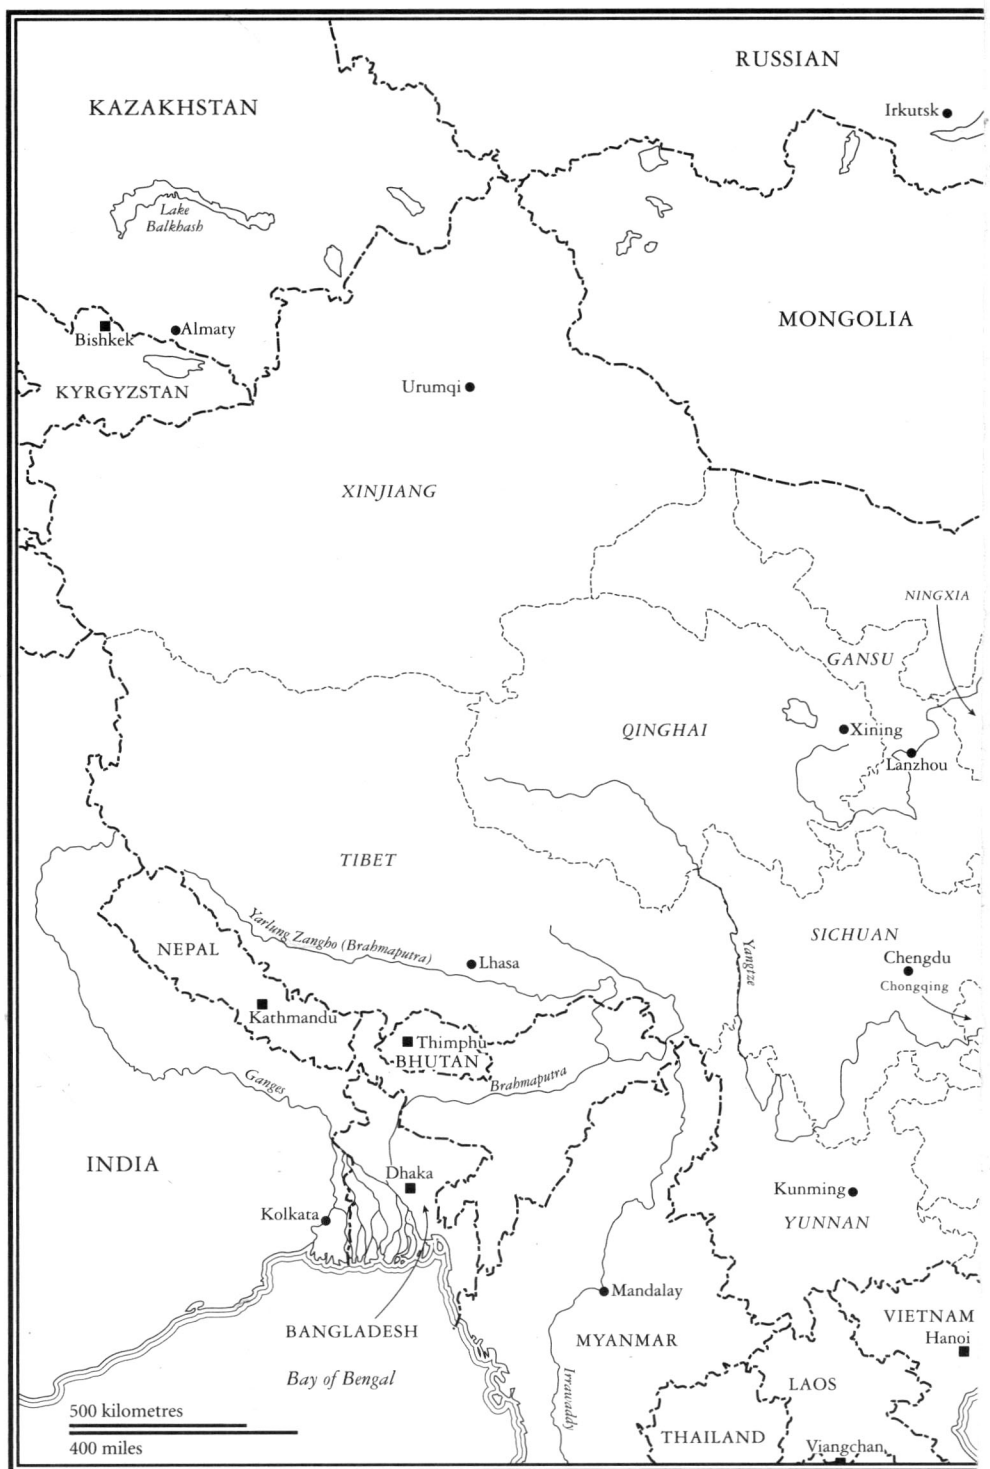 RUSSIAN
KAZAKHSTAN
Irkutsk
Lake
Balkhash
MONGOLIA
Bishkek
Almaty
KYRGYZSTAN
Urumqi
XINJIANG
NINGXIA
GANSU
QINGHAI
Xining
Lanzhou
TIBET
Yarlung Zangbo (Brahmaputra)
NEPAL
Lhasa
Yangtze
SICHUAN
Chengdu
Chongqing
Kathmandu
Thimphu
BHUTAN
Ganges
Brahmaputra
INDIA
Dhaka
Kolkata
Kunming
YUNNAN
Mandalay
BANGLADESH
MYANMAR
VIETNAM
Hanoi
Bay of Bengal
Irrawaddy
LAOS
500 kilometres
400 miles
THAILAND
Viangchan